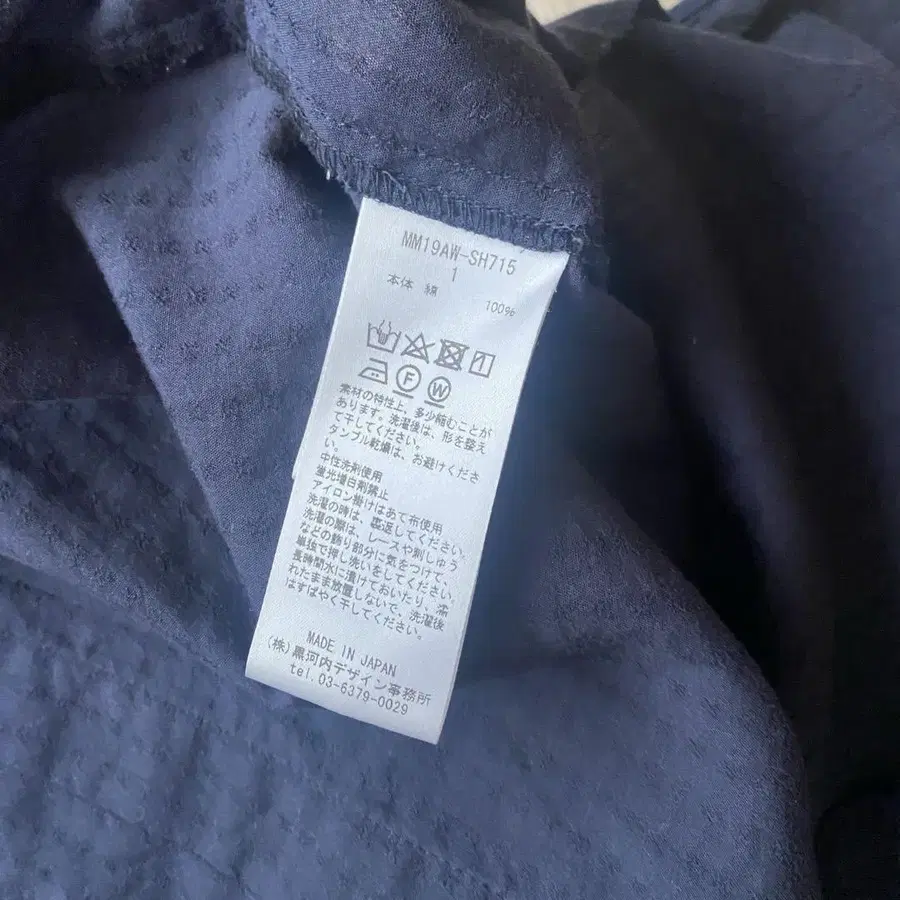 MM19AW-SH715
1
本体 綿 100%
F W
素材の特性上、多少縮むことが
あります。洗濯後は、形を整え
て干してください。
タンブル乾燥は、お避けくださ
い。
中性洗剤使用
蛍光増白剤禁止
アイロン掛けはあて布使用
洗濯の時は、裏返してください。
洗濯の際は、レースや刺しゅう
などの飾り部分に気をつけて、
単独で押し洗いをしてください。
長時間水に漬けておいたり、濡
れたまま放置しないで、洗濯後
はすばやく干してください。
MADE IN JAPAN
(株)黒河内デザイン事務所
tel.03-6379-0029